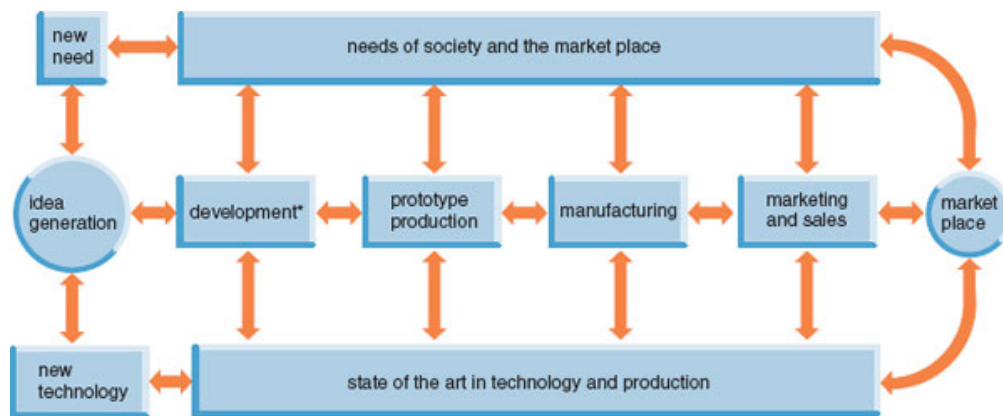 new
need
needs of society and the market place
idea
generation
development*
prototype
production
manufacturing
marketing
and sales
market
place
new
technology
state of the art in technology and production